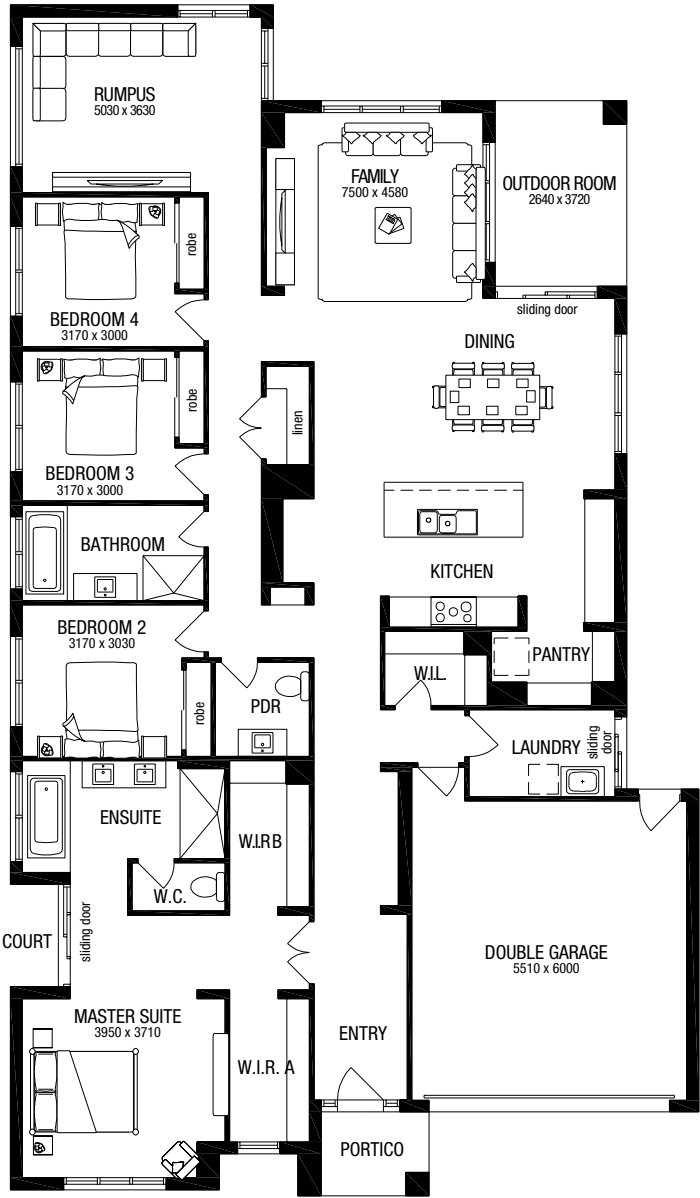 RUMPUS
5030 x 3630
FAMILY
7500 x 4580
OUTDOOR ROOM
2640 x 3720
robe
sliding door
BEDROOM 4
3170 x 3000
DINING
robe
linen
BEDROOM 3
3170 x 3000
BATHROOM
KITCHEN
BEDROOM 2
3170 x 3030
PANTRY
W.I.L.
PDR
robe
LAUNDRY
sliding
door
ENSUITE
W.I.R B
W.C.
COURT
sliding door
DOUBLE GARAGE
5510 x 6000
MASTER SUITE
3950 x 3710
ENTRY
W.I.R. A
PORTICO